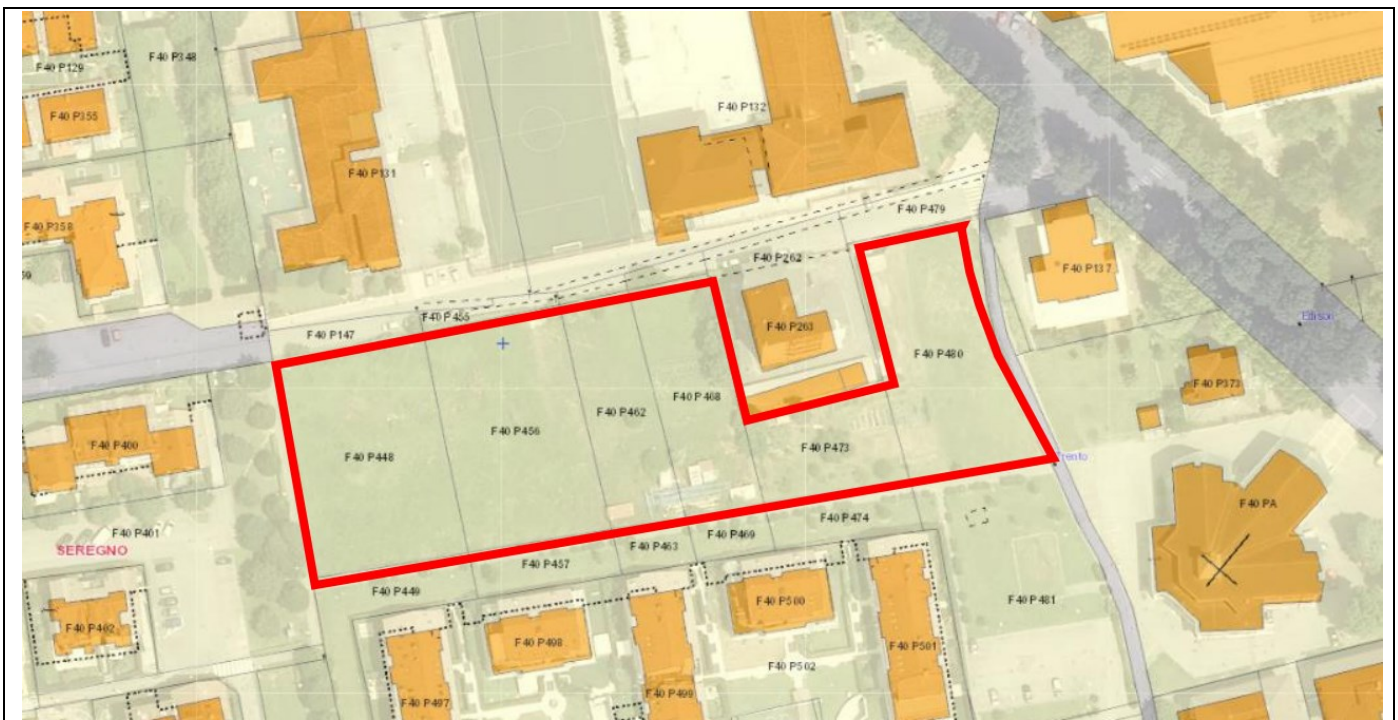 F40 P348
F40 P129
F40 P355
F40 P132
F40 P131
F40 P479
F40 P358
F40 P262
F40 P137
F40 P455
F40 P147
F40 P263
Edison
F40 P480
F40 P373
F40 P468
F40 P462
F40 P456
F40 P400
F40 P473
F40 P448
Trento
F40 PA
F40 P474
F40 P401
F40 P469
SEREGNO
F40 P463
F40 P457
F40 P449
F40 P500
F40 P481
F40 P402
F40 P498
F40 P501
F40 P502
F40 P499
F40 P497